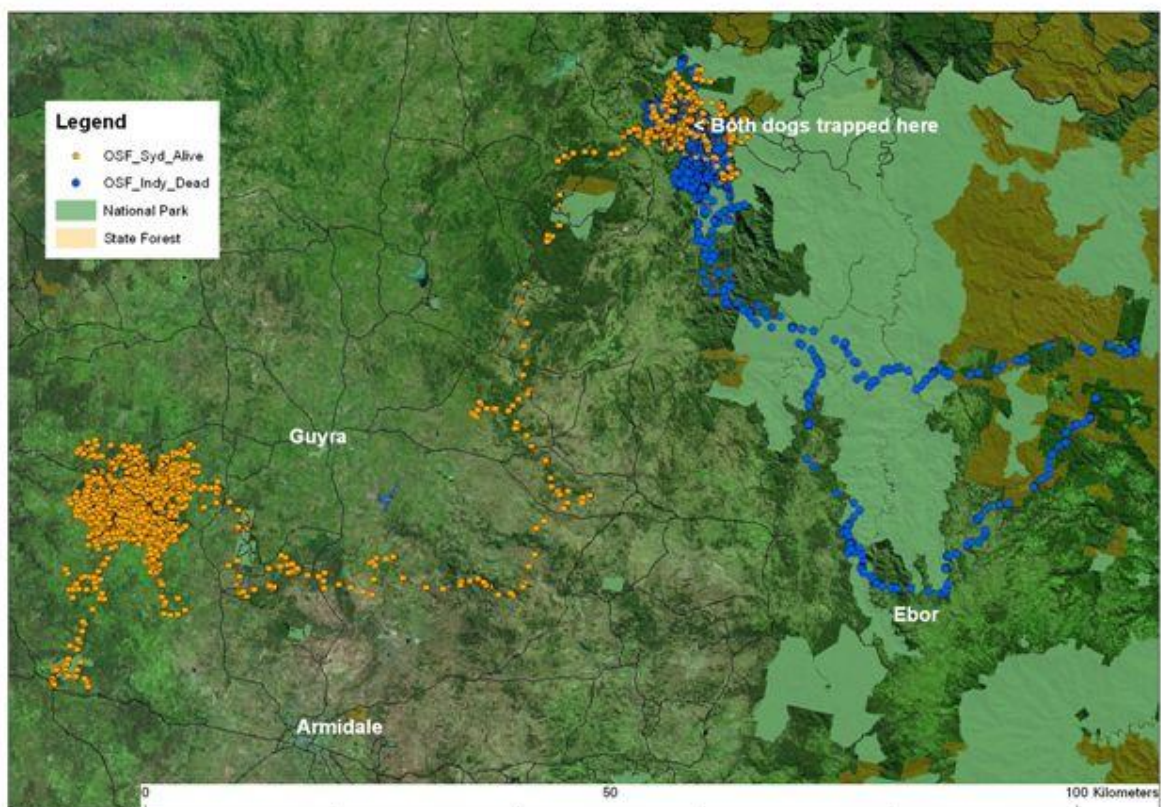 Legend
OSF_Syd_Alive
OSF_Indy_Dead
National Park
State Forest
< Both dogs trapped here
Guyra
Ebor
Armidale
0 50 100 Kilometers